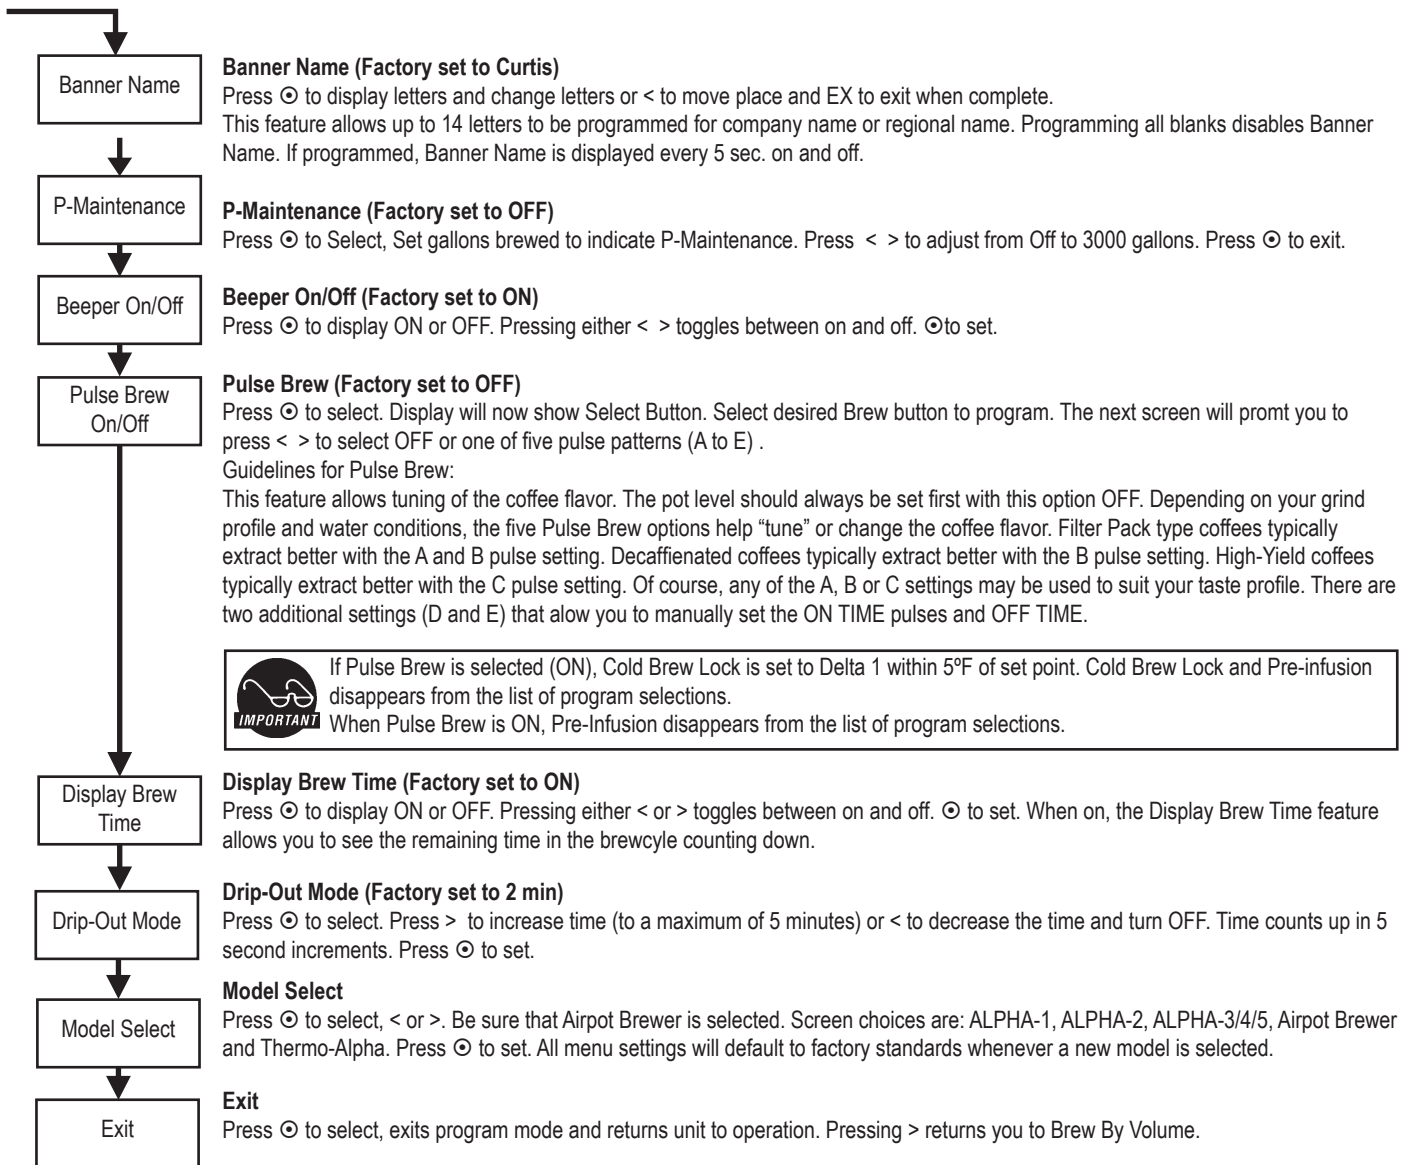 Banner Name
Banner Name (Factory set to Curtis)
Press ⊙ to display letters and change letters or < to move place and EX to exit when complete.
This feature allows up to 14 letters to be programmed for company name or regional name. Programming all blanks disables Banner
Name. If programmed, Banner Name is displayed every 5 sec. on and off.
P-Maintenance
P-Maintenance (Factory set to OFF)
Press ⊙ to Select, Set gallons brewed to indicate P-Maintenance. Press < > to adjust from Off to 3000 gallons. Press ⊙ to exit.
Beeper On/Off
Beeper On/Off (Factory set to ON)
Press ⊙ to display ON or OFF. Pressing either < > toggles between on and off. ⊙to set.
Pulse Brew
On/Off
Pulse Brew (Factory set to OFF)
Press ⊙ to select. Display will now show Select Button. Select desired Brew button to program. The next screen will promt you to
press < > to select OFF or one of five pulse patterns (A to E) .
Guidelines for Pulse Brew:
This feature allows tuning of the coffee flavor. The pot level should always be set first with this option OFF. Depending on your grind
profile and water conditions, the five Pulse Brew options help “tune” or change the coffee flavor. Filter Pack type coffees typically
extract better with the A and B pulse setting. Decaffienated coffees typically extract better with the B pulse setting. High-Yield coffees
typically extract better with the C pulse setting. Of course, any of the A, B or C settings may be used to suit your taste profile. There are
two additional settings (D and E) that alow you to manually set the ON TIME pulses and OFF TIME.
IMPORTANT
If Pulse Brew is selected (ON), Cold Brew Lock is set to Delta 1 within 5ºF of set point. Cold Brew Lock and Pre-infusion
disappears from the list of program selections.
When Pulse Brew is ON, Pre-Infusion disappears from the list of program selections.
Display Brew
Time
Display Brew Time (Factory set to ON)
Press ⊙ to display ON or OFF. Pressing either < or > toggles between on and off. ⊙ to set. When on, the Display Brew Time feature
allows you to see the remaining time in the brewcyle counting down.
Drip-Out Mode
Drip-Out Mode (Factory set to 2 min)
Press ⊙ to select. Press > to increase time (to a maximum of 5 minutes) or < to decrease the time and turn OFF. Time counts up in 5
second increments. Press ⊙ to set.
Model Select
Model Select
Press ⊙ to select, < or >. Be sure that Airpot Brewer is selected. Screen choices are: ALPHA-1, ALPHA-2, ALPHA-3/4/5, Airpot Brewer
and Thermo-Alpha. Press ⊙ to set. All menu settings will default to factory standards whenever a new model is selected.
Exit
Exit
Press ⊙ to select, exits program mode and returns unit to operation. Pressing > returns you to Brew By Volume.